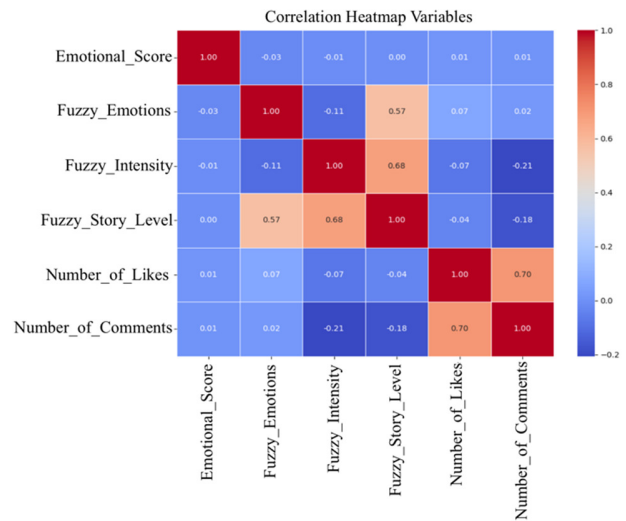 Correlation Heatmap Variables
Emotional_Score 1.00 -0.03 -0.01 0.00 0.01 0.01
Fuzzy_Emotions -0.03 1.00 -0.11 0.57 0.07 0.02
Fuzzy_Intensity -0.01 -0.11 1.00 0.68 -0.07 -0.21
Fuzzy_Story_Level 0.00 0.57 0.68 1.00 -0.04 -0.18
Number_of_Likes 0.01 0.07 -0.07 -0.04 1.00 0.70
Number_of_Comments 0.01 0.02 -0.21 -0.18 0.70 1.00
Emotional_Score
Fuzzy_Emotions
Fuzzy_Intensity
Fuzzy_Story_Level
Number_of_Likes
Number_of_Comments
1.0
0.8
0.6
0.4
0.2
0.0
−0.2